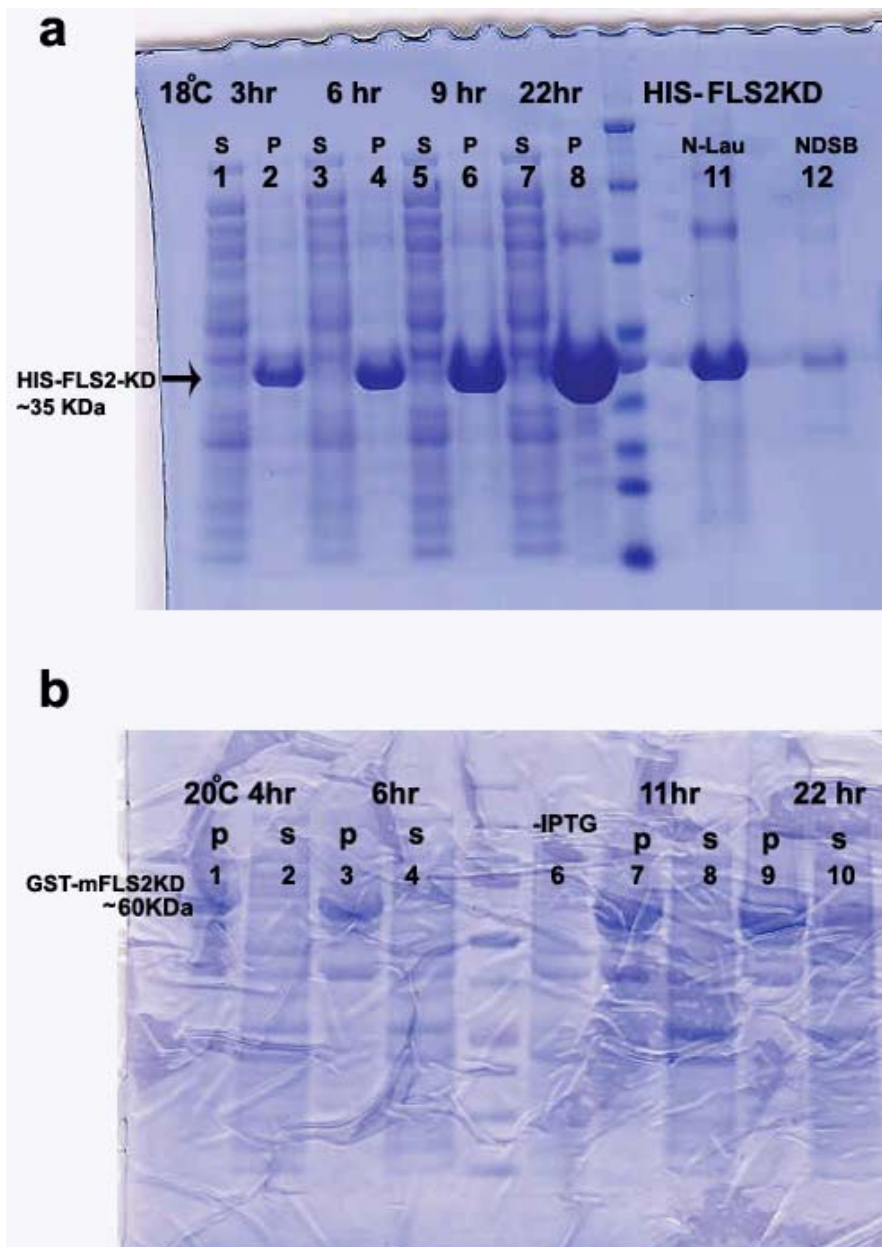 a
18°C 3hr 6 hr 9 hr 22hr HIS-FLS2KD
S P S P S P S P N-Lau NDSB
1 2 3 4 5 6 7 8 11 12
HIS-FLS2-KD
~35 KDa
b
20°C 4hr 6hr 11hr 22 hr
-IPTG
p s p s p s p s
1 2 3 4 6 7 8 9 10
GST-mFLS2KD
~60KDa